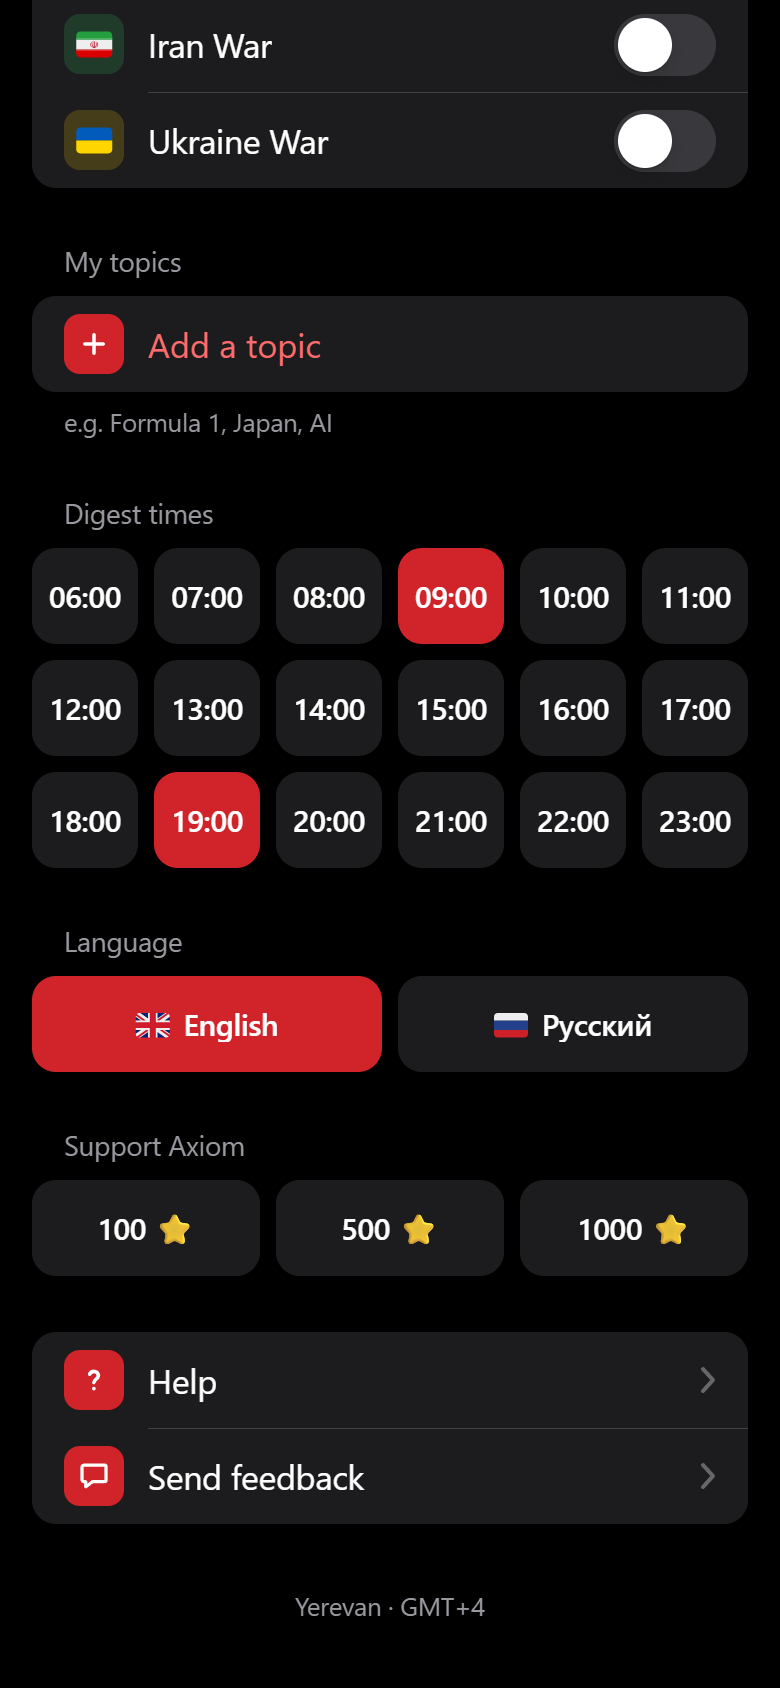 Iran War
Ukraine War
My topics
Add a topic
e.g. Formula 1, Japan, AI
Digest times
06:00 07:00 08:00 09:00 10:00 11:00
12:00 13:00 14:00 15:00 16:00 17:00
18:00 19:00 20:00 21:00 22:00 23:00
Language
English Русский
Support Axiom
100 500 1000
Help
Send feedback
Yerevan · GMT+4